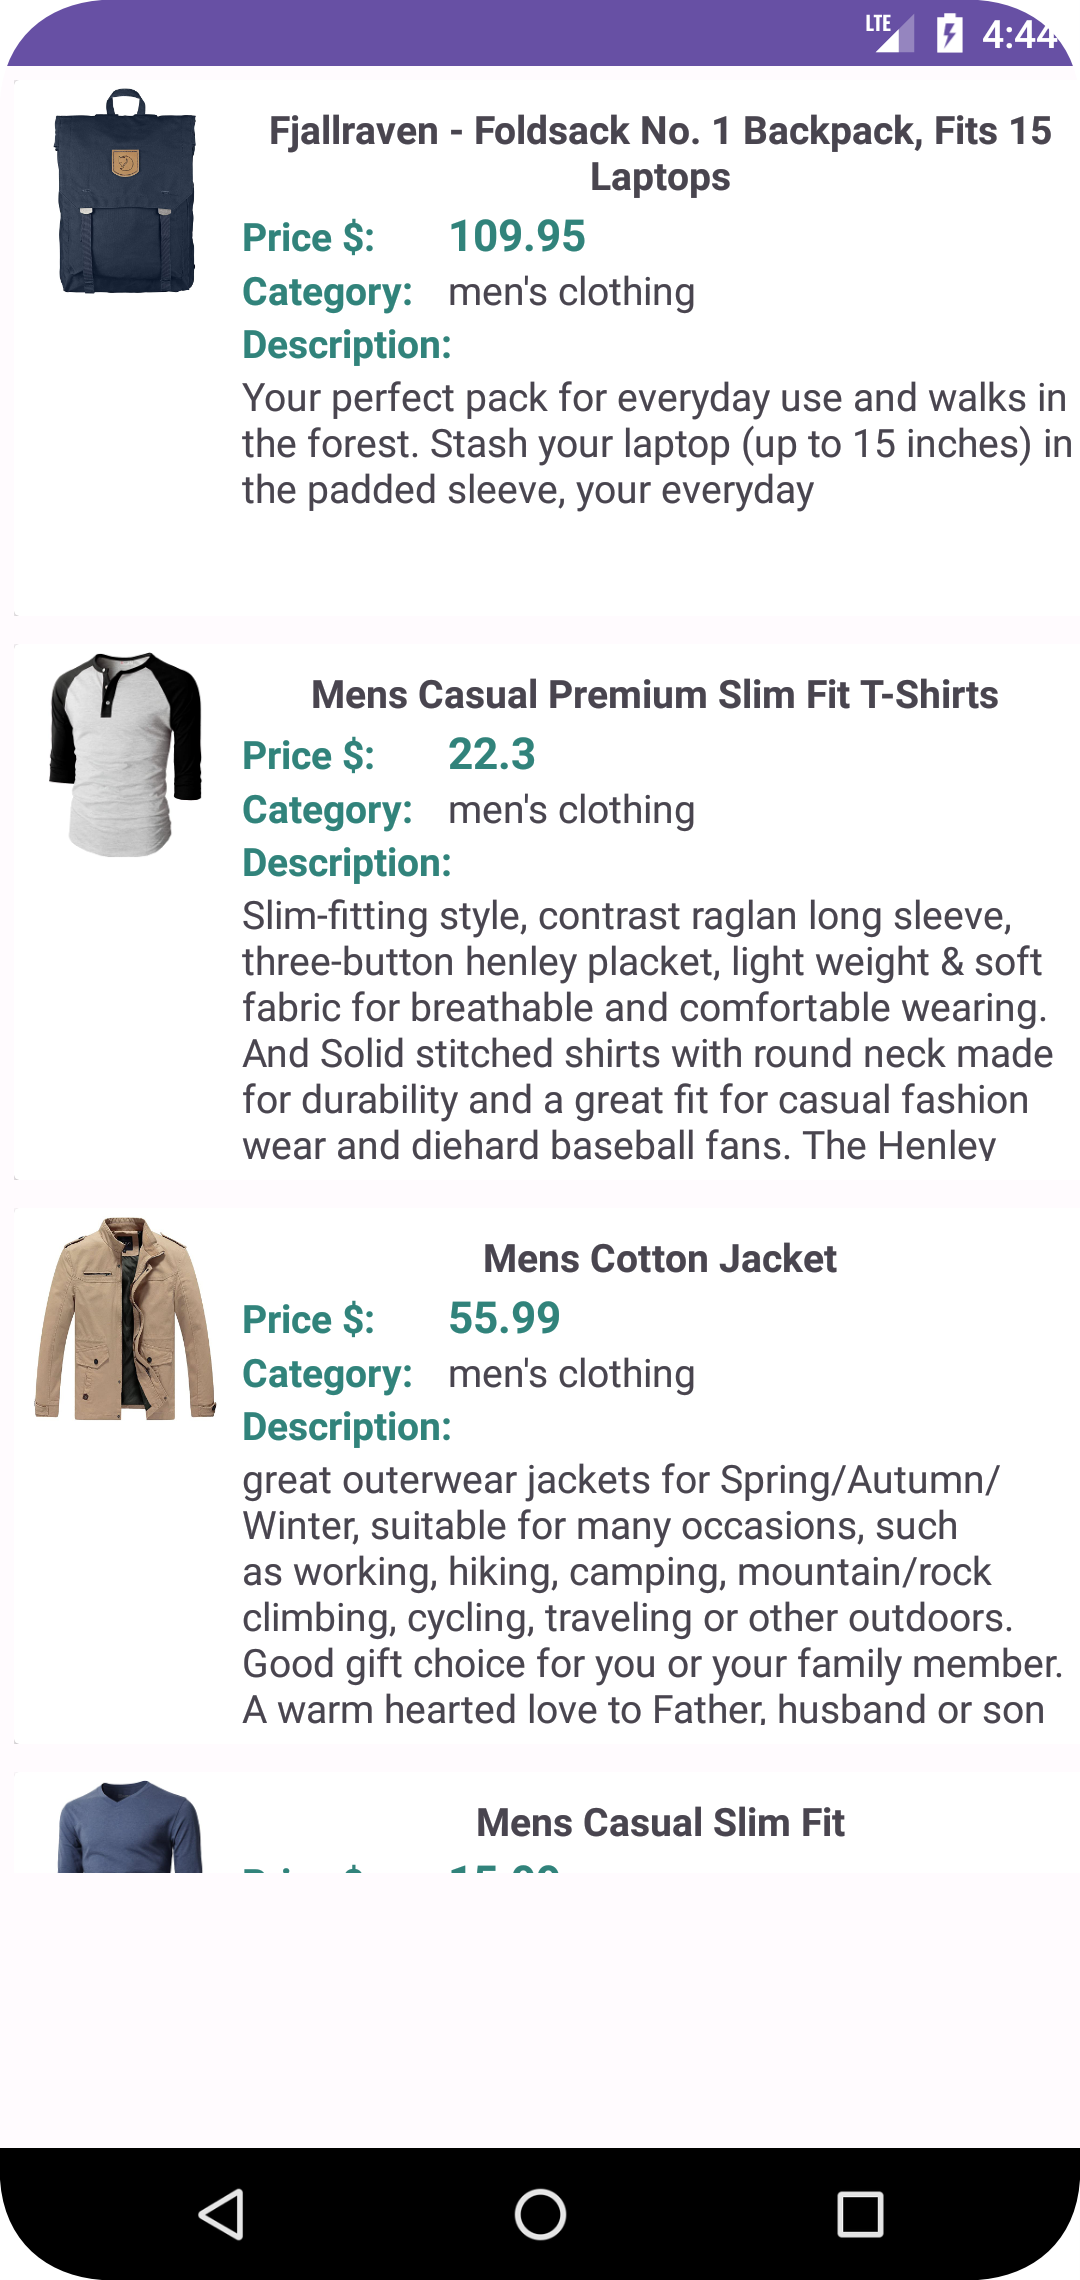 LTE 4:44
Fjallraven - Foldsack No. 1 Backpack, Fits 15
Laptops
Price $: 109.95
Category: men's clothing
Description:
Your perfect pack for everyday use and walks in
the forest. Stash your laptop (up to 15 inches) in
the padded sleeve, your everyday
Mens Casual Premium Slim Fit T-Shirts
Price $: 22.3
Category: men's clothing
Description:
Slim-fitting style, contrast raglan long sleeve,
three-button henley placket, light weight & soft
fabric for breathable and comfortable wearing.
And Solid stitched shirts with round neck made
for durability and a great fit for casual fashion
wear and diehard baseball fans. The Henley
Mens Cotton Jacket
Price $: 55.99
Category: men's clothing
Description:
great outerwear jackets for Spring/Autumn/
Winter, suitable for many occasions, such
as working, hiking, camping, mountain/rock
climbing, cycling, traveling or other outdoors.
Good gift choice for you or your family member.
A warm hearted love to Father, husband or son
Mens Casual Slim Fit